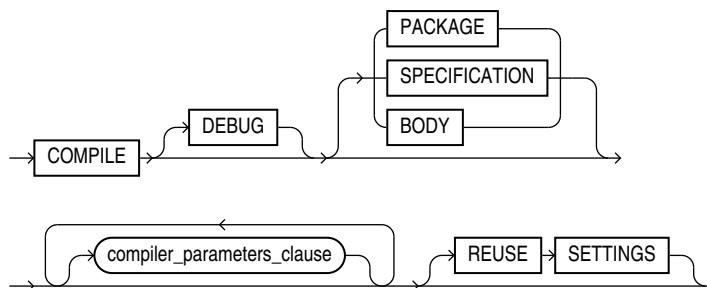 PACKAGE
SPECIFICATION
DEBUG
BODY
COMPILE
compiler_parameters_clause
REUSE SETTINGS